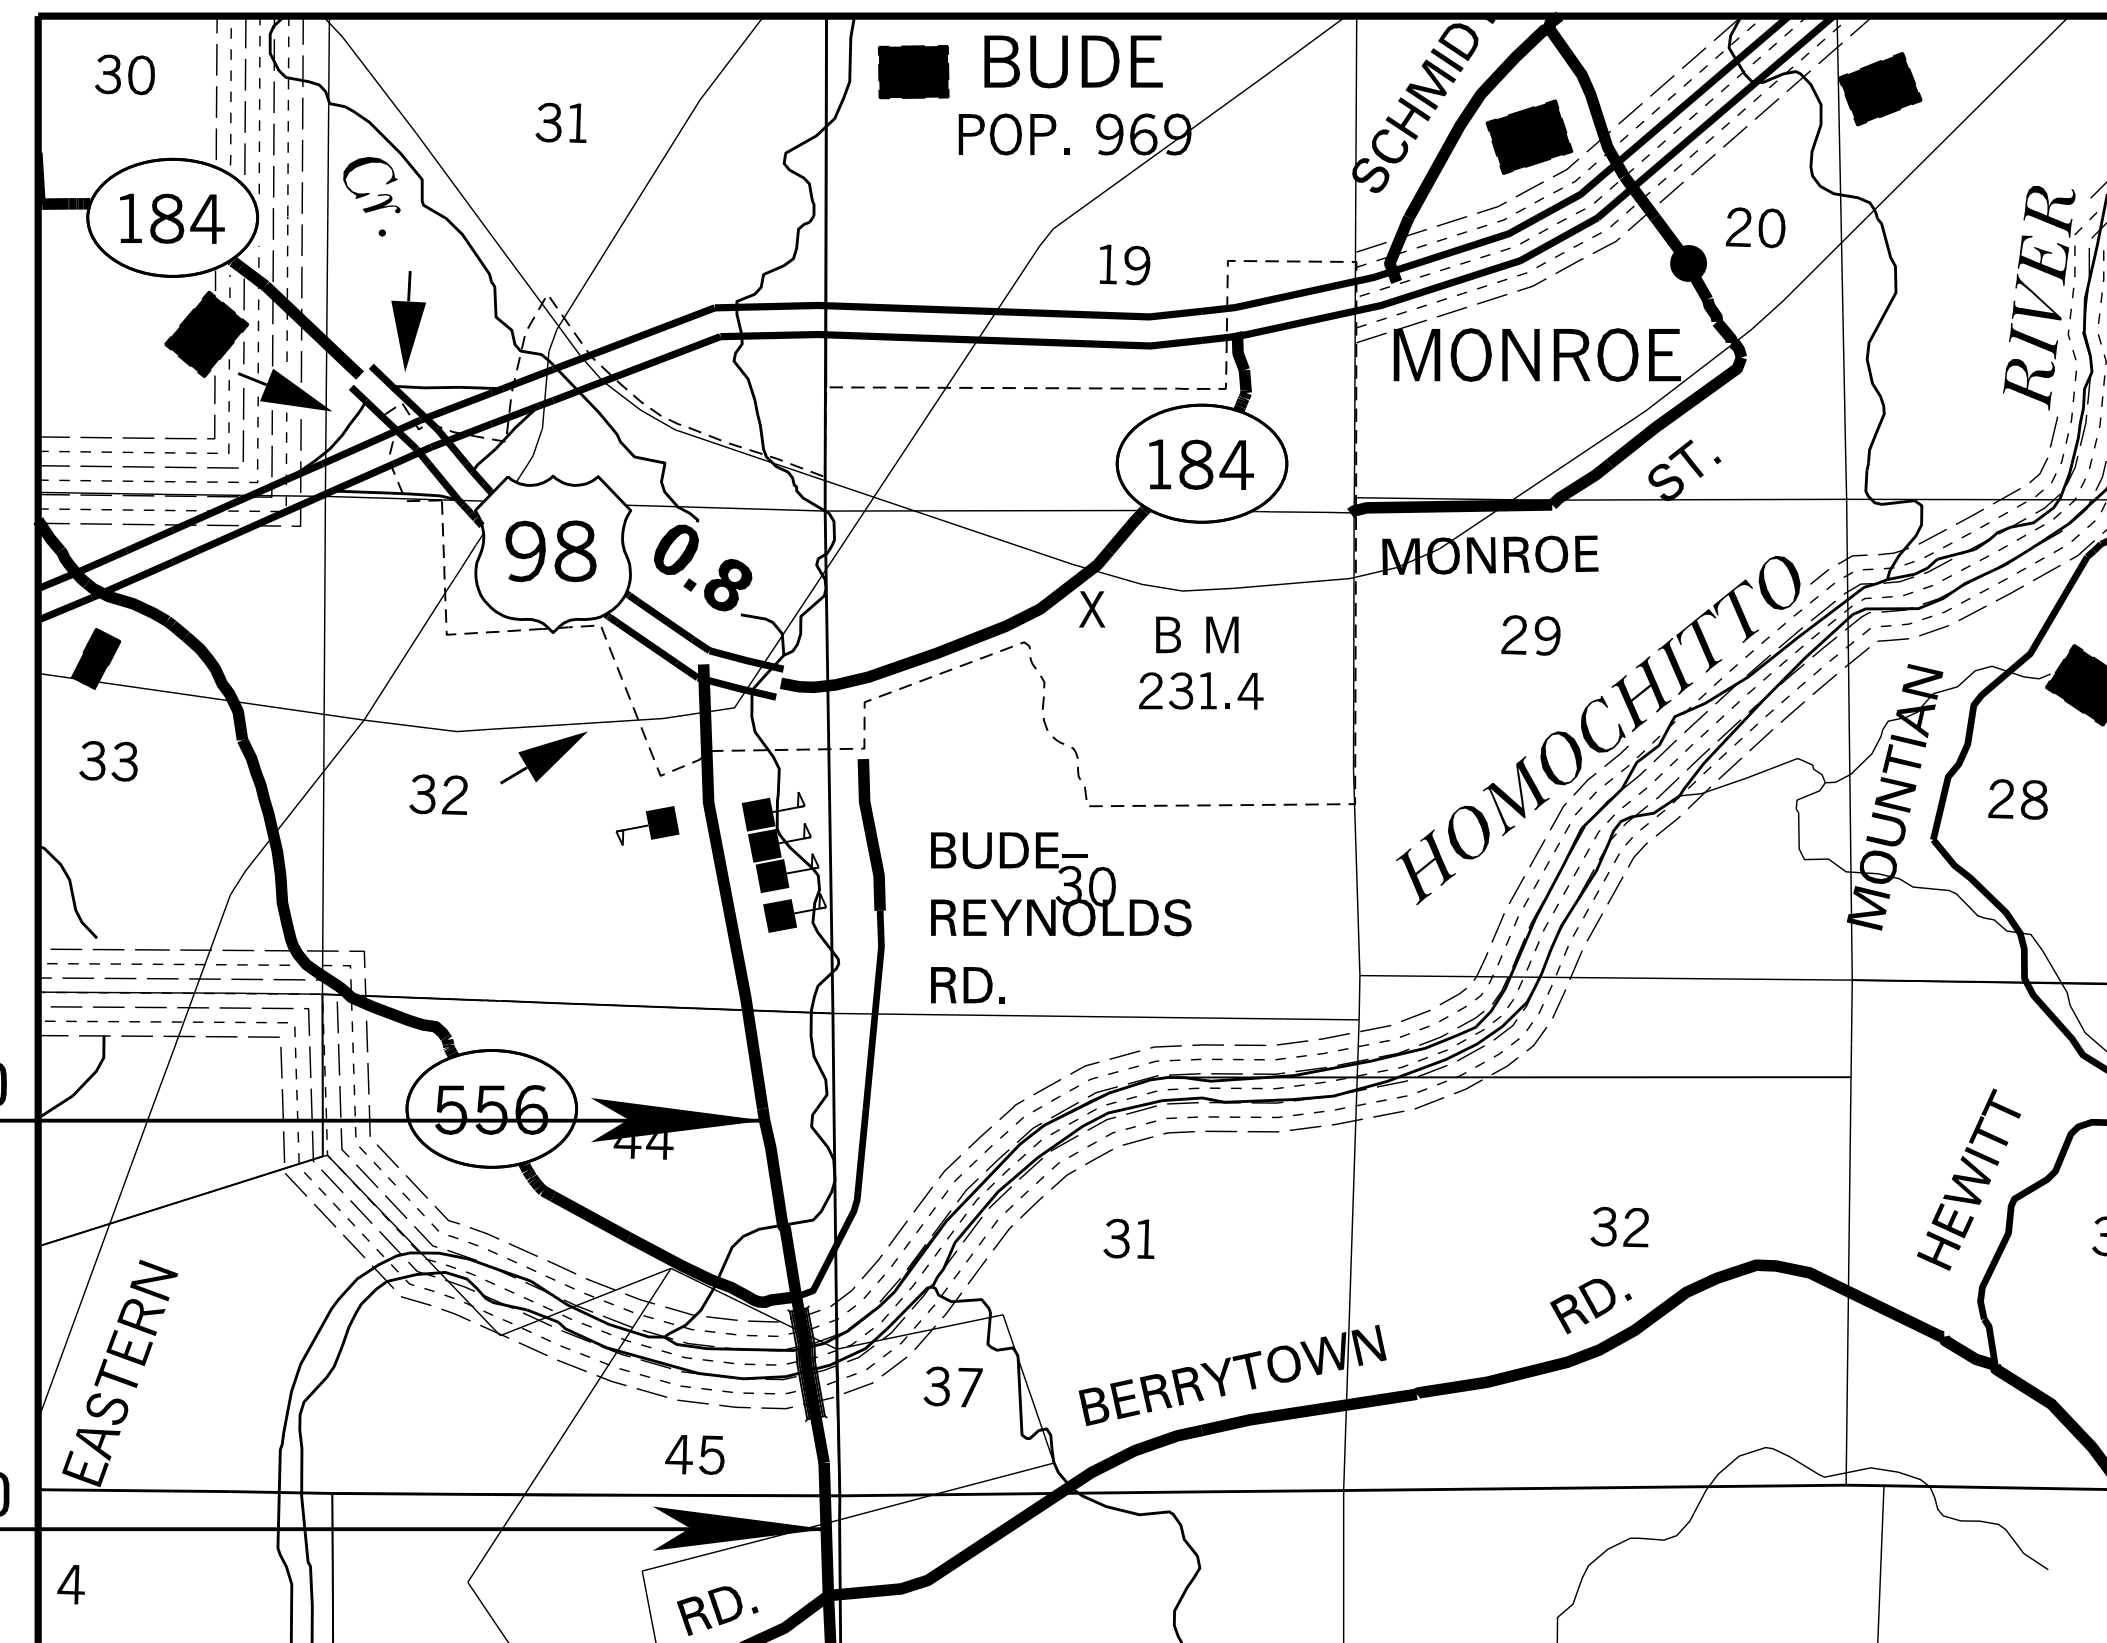 30
31
BUDE
POP. 969
SCHMID
184
Cr.
19
20
RIVER
MONROE
184
ST.
98
0.8
MONROE
X
B M
231.4
29
HOMOCHITTO
33
32
MOUNTIAN
28
BUDE-
30
REYNOLDS
RD.
556
44
HEWITT
31
32
EASTERN
RD.
BERRYTOWN
37
45
4
RD.